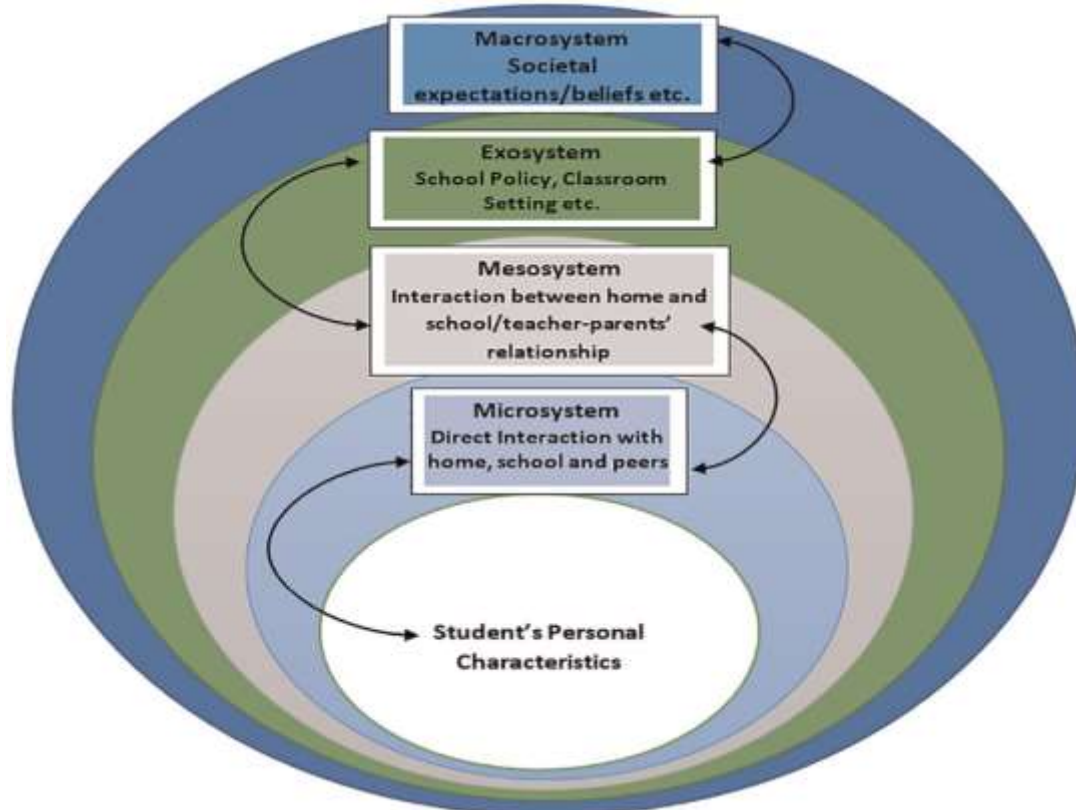 Macrosystem
Societal
expectations/beliefs etc.
Exosystem
School Policy, Classroom
Setting etc.
Mesosystem
Interaction between home and
school/teacher-parents’
relationship
Microsystem
Direct Interaction with
home, school and peers
Student’s Personal
Characteristics